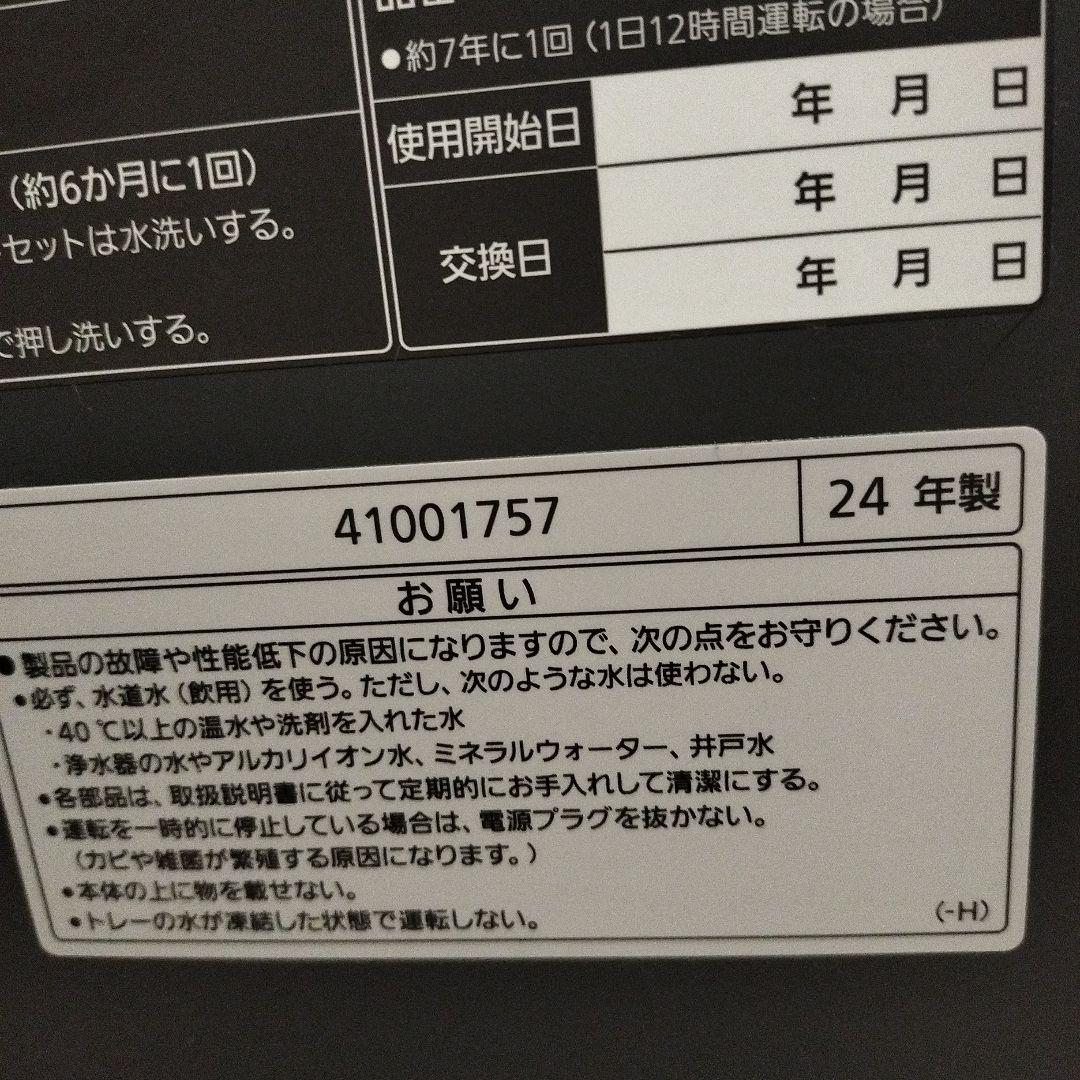 ●約7年に1回（1日12時間運転の場合）
使用開始日 年 月 日
交換日 年 月 日
年 月 日
（約6か月に1回）
セットは水洗いする。
で押し洗いする。
41001757 24 年製
お願い
●製品の故障や性能低下の原因になりますので、次の点をお守りください。
●必ず、水道水（飲用）を使う。ただし、次のような水は使わない。
・40℃以上の温水や洗剤を入れた水
・浄水器の水やアルカリイオン水、ミネラルウォーター、井戸水
●各部品は、取扱説明書に従って定期的にお手入れして清潔にする。
●運転を一時的に停止している場合は、電源プラグを抜かない。
（カビや雑菌が繁殖する原因になります。）
●本体の上に物を載せない。
●トレーの水が凍結した状態で運転しない。
（-H）